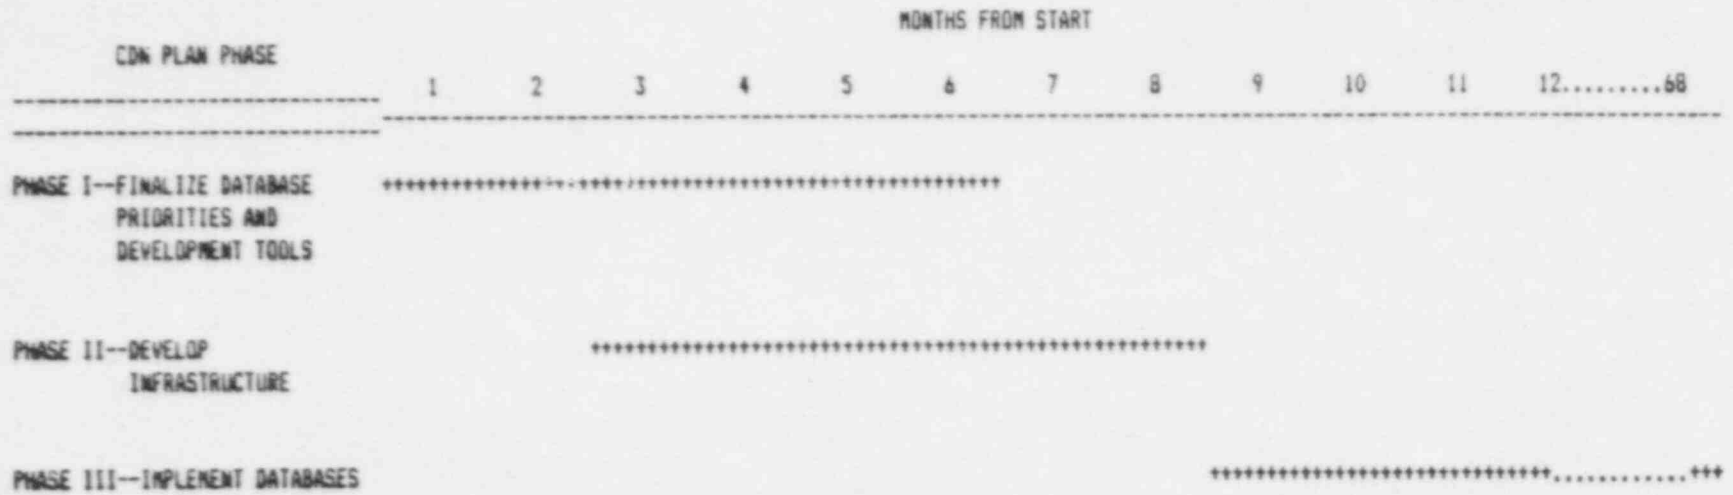 MONTHS FROM START
CDM PLAN PHASE
1 2 3 4 5 6 7 8 9 10 11 12.........68
--------------------------------
------------------------------------------------------------------------------------------------------------------------
--------------------------------
PHASE I--FINALIZE DATABASE ++++++++++++++++++++++++++++++++++++++++++++++++++++++
PRIORITIES AND
DEVELOPMENT TOOLS
PHASE II--DEVELOP ++++++++++++++++++++++++++++++++++++++++++++++++++++++
INFRASTRUCTURE
PHASE III--IMPLEMENT DATABASES ++++++++++++++++++++++++++++++............+++